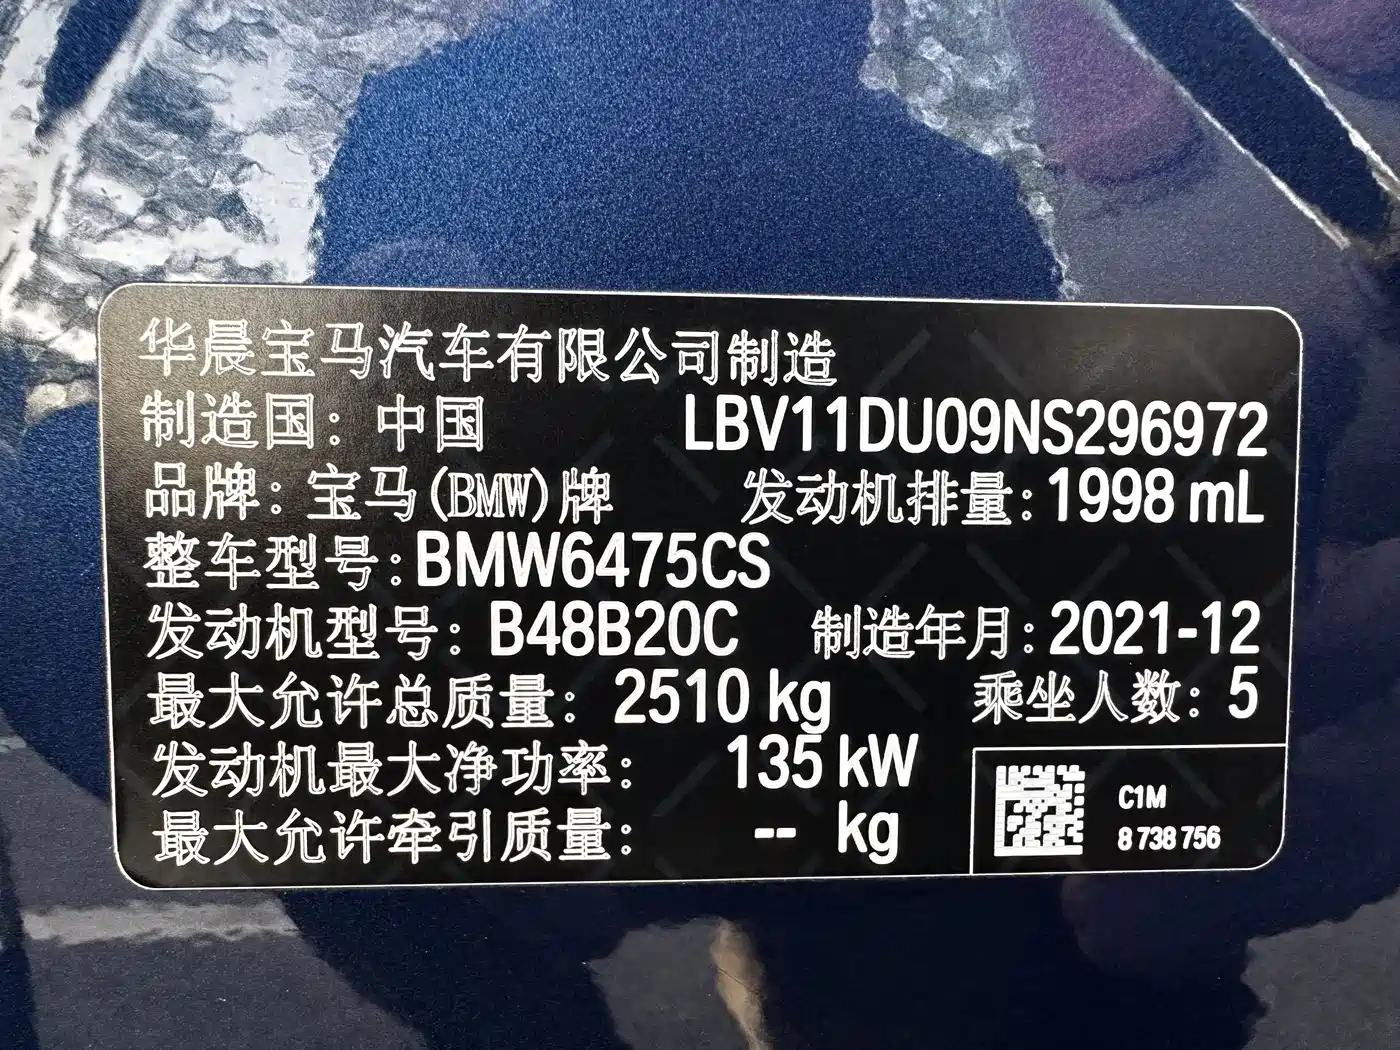 华晨宝马汽车有限公司制造
制造国：中国 LBV11DU09NS296972
品牌：宝马(BMW)牌 发动机排量：1998 mL
整车型号：BMW6475CS
发动机型号：B48B20C 制造年月：2021-12
最大允许总质量：2510 kg 乘坐人数：5
发动机最大净功率： 135 kW
最大允许牵引质量： -- kg
C1M
8 738 756